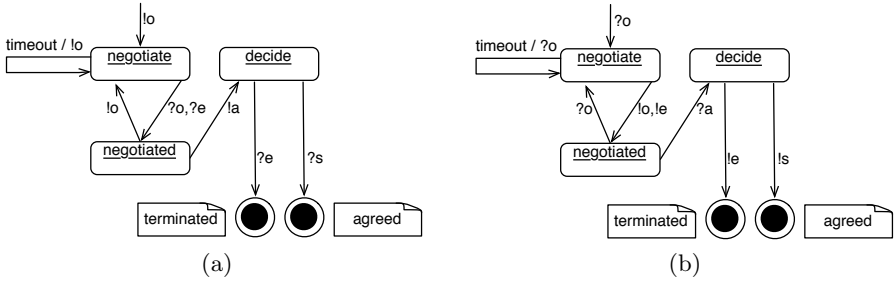 !o
timeout / !o
negotiate
decide
!o
?o,?e
!a
negotiated
?e
?s
terminated
agreed
(a)
?o
timeout / ?o
negotiate
decide
?o
!o,!e
?a
negotiated
!e
!s
terminated
agreed
(b)